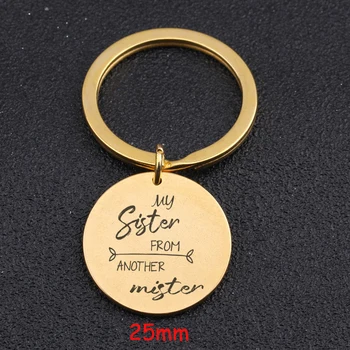 MY
Sister
FROM
ANOTHER
mister
25mm